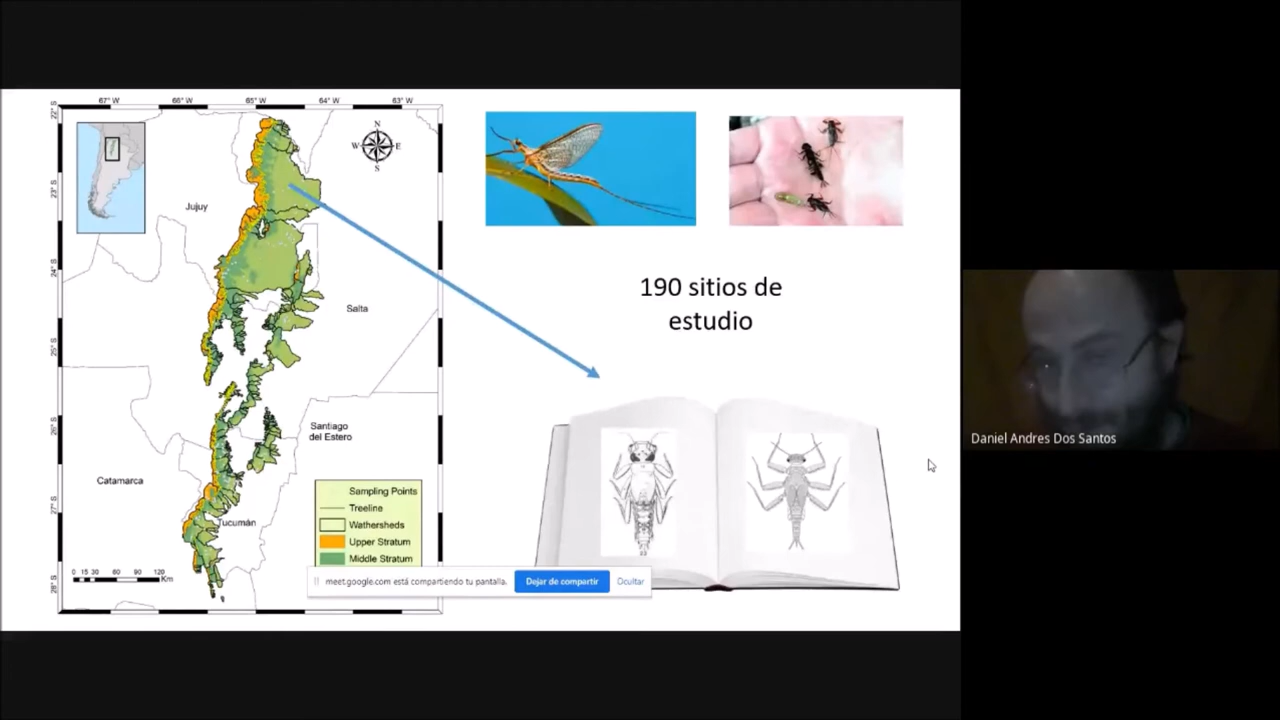 67° W
66° W
65° W
64° W
63° W
22° S
23° S
24° S
25° S
26° S
27° S
28° S
N
W
E
S
Jujuy
Salta
Santiago
del Estero
Catamarca
Tucumán
Sampling Points
Treeline
Wathersheds
Upper Stratum
Middle Stratum
0 15 30 60 90 120
Km
190 sitios de
estudio
meet.google.com está compartiendo tu pantalla.
Dejar de compartir
Ocultar
Daniel Andres Dos Santos